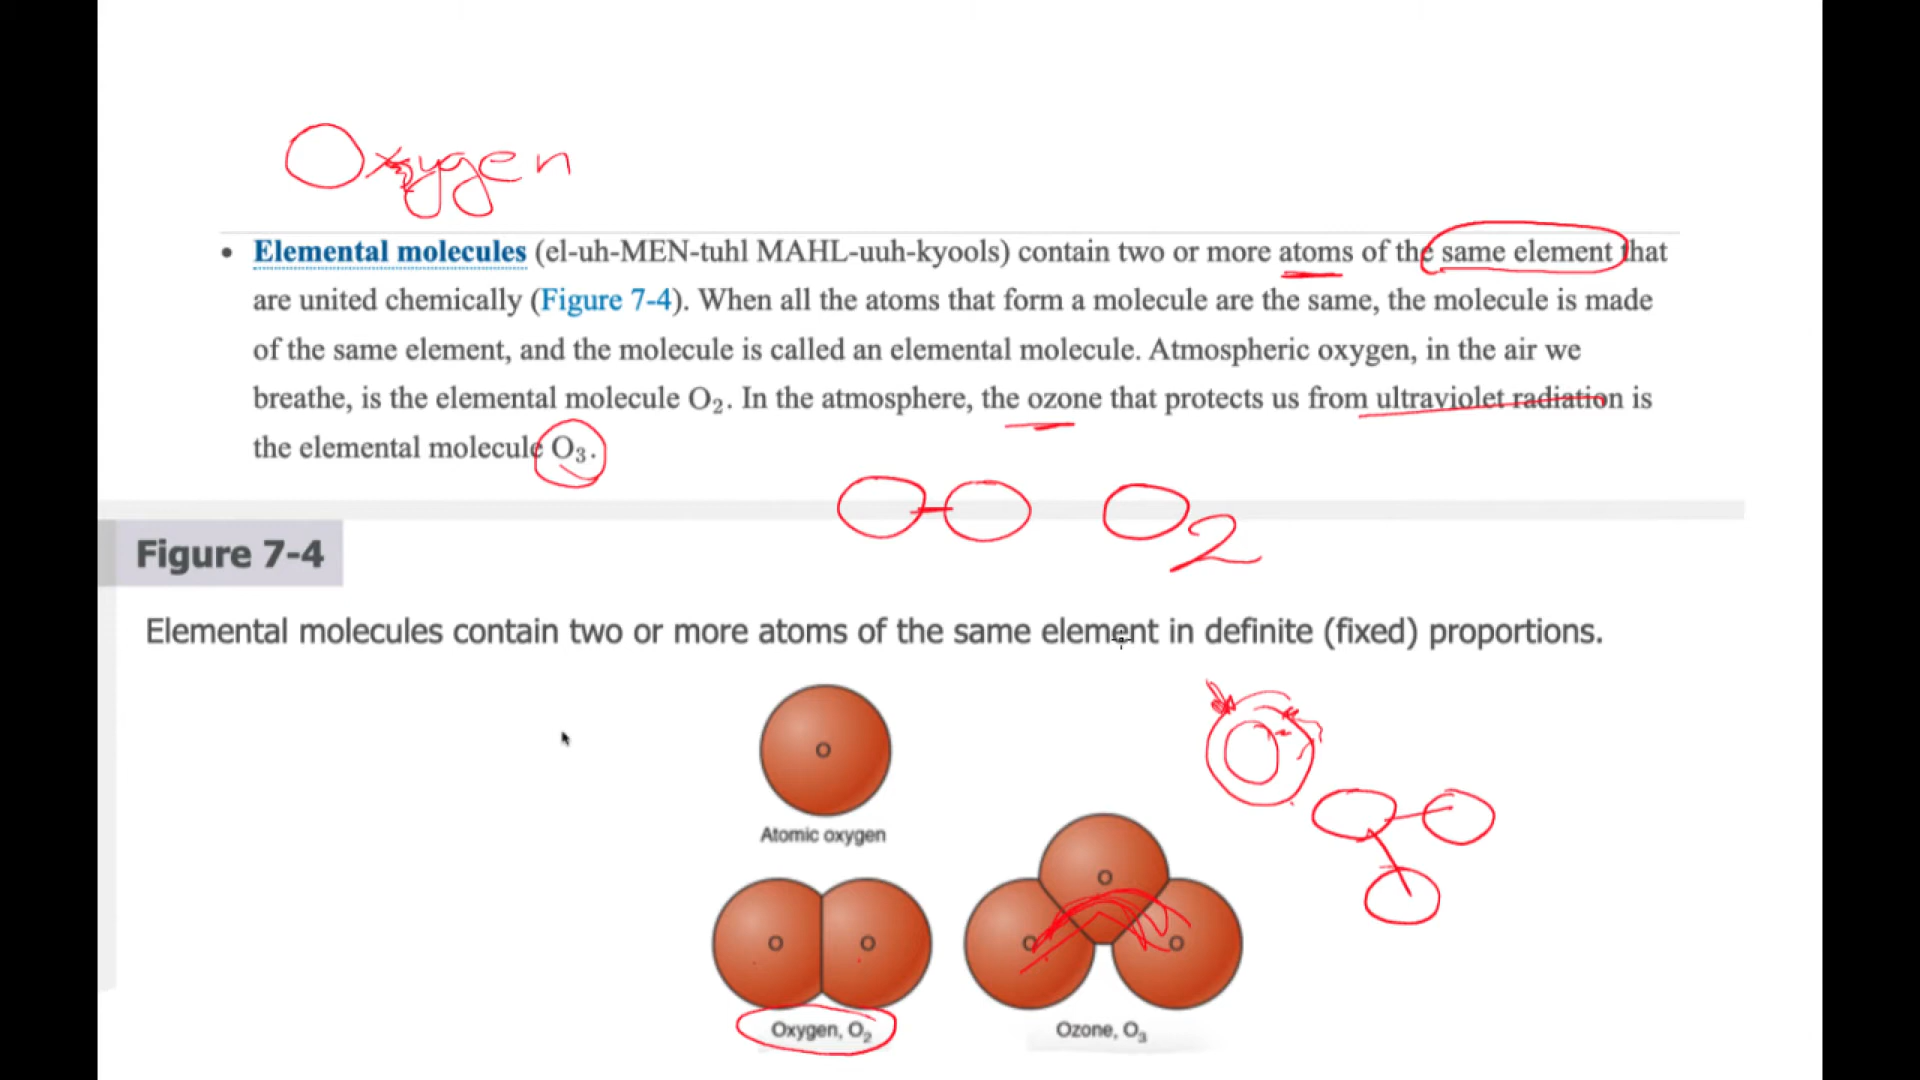 Oxygen
• Elemental molecules (el-uh-MEN-tuhl MAHL-uuh-kyools) contain two or more atoms of the same element that
are united chemically (Figure 7-4). When all the atoms that form a molecule are the same, the molecule is made
of the same element, and the molecule is called an elemental molecule. Atmospheric oxygen, in the air we
breathe, is the elemental molecule O₂. In the atmosphere, the ozone that protects us from ultraviolet radiation is
the elemental molecule O₃.
O-O O₂
Figure 7-4
Elemental molecules contain two or more atoms of the same element in definite (fixed) proportions.
O
Atomic oxygen
O
O O O O
Oxygen, O₂ Ozone, O₃